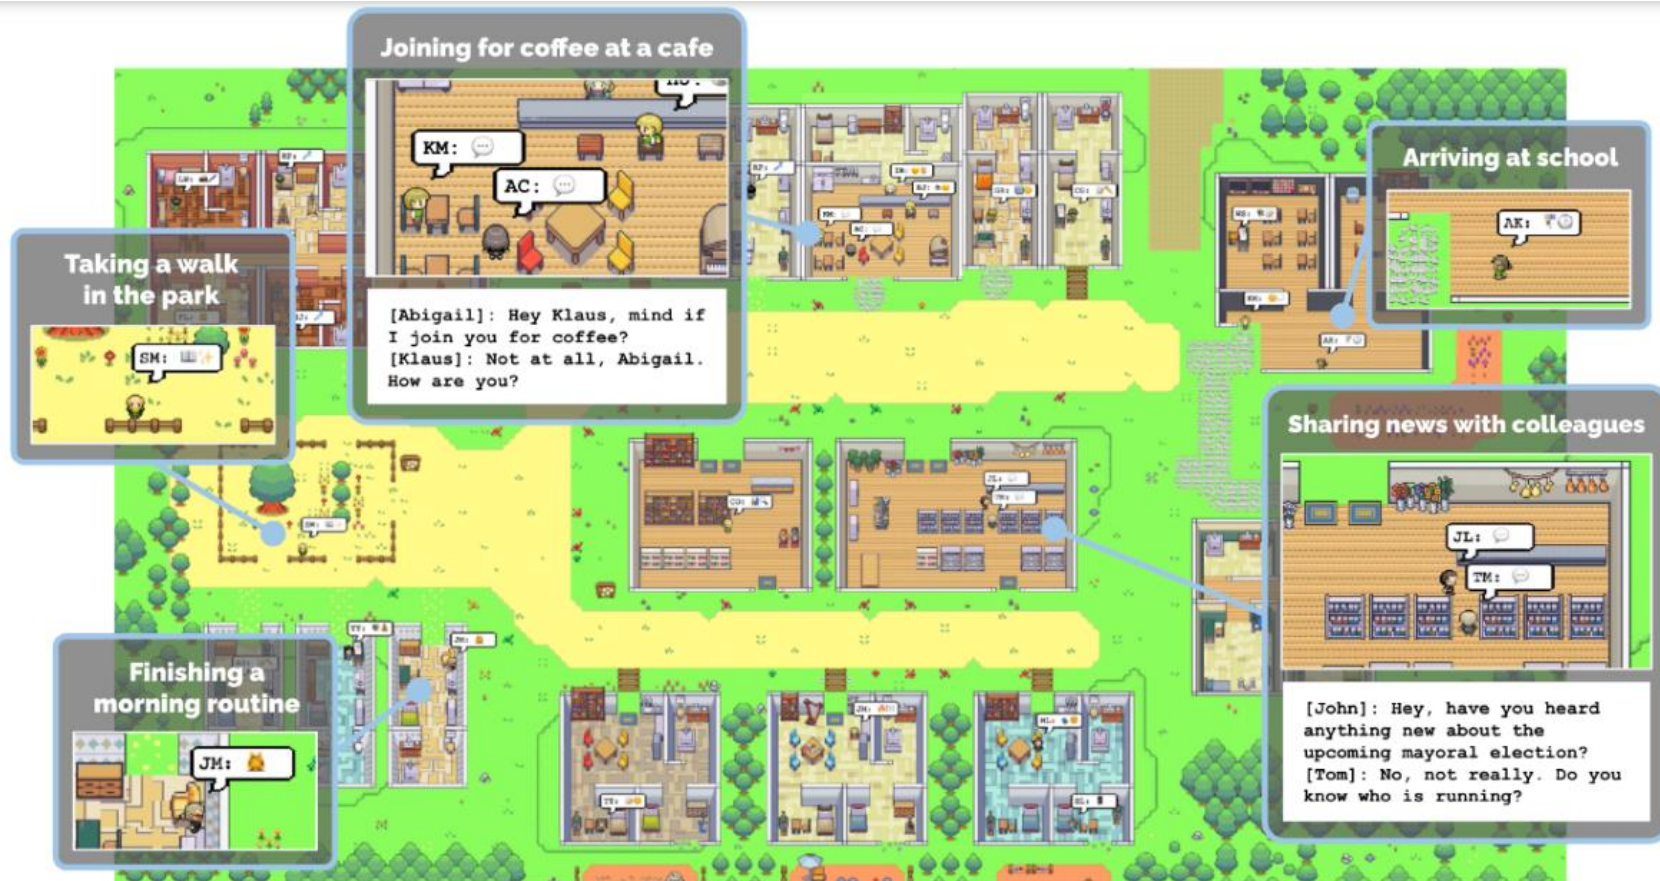 Joining for coffee at a cafe
KM:
AC:
[Abigail]: Hey Klaus, mind if
I join you for coffee?
[Klaus]: Not at all, Abigail.
How are you?
Arriving at school
AK:
Taking a walk
in the park
SM:
Sharing news with colleagues
JL:
TM:
[John]: Hey, have you heard
anything new about the
upcoming mayoral election?
[Tom]: No, not really. Do you
know who is running?
Finishing a
morning routine
JM: